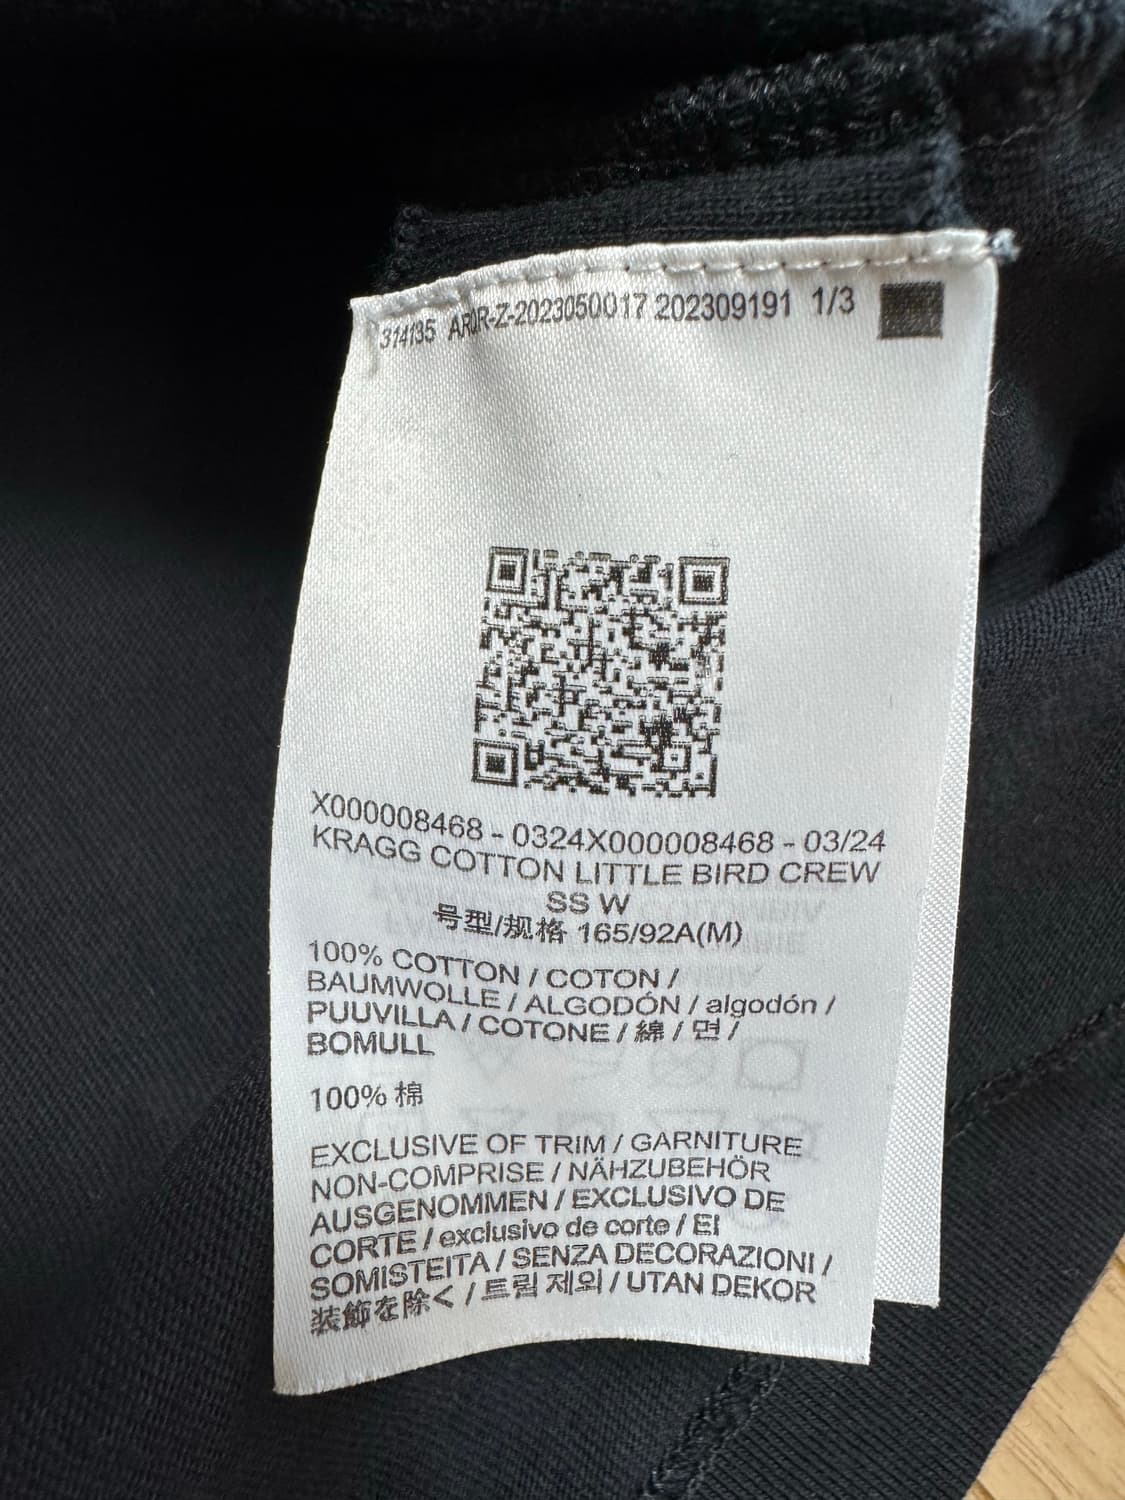 314135 ARQR-Z-2023050017 202309191 1/3
X000008468 - 0324X000008468 - 03/24
KRAGG COTTON LITTLE BIRD CREW
SS W
号型/规格 165/92A(M)
100% COTTON / COTON /
BAUMWOLLE / ALGODÓN / algodón /
PUUVILLA / COTONE / 綿 / 면 /
BOMULL
100% 棉
EXCLUSIVE OF TRIM / GARNITURE
NON-COMPRISE / NÄHZUBEHÖR
AUSGENOMMEN / EXCLUSIVO DE
CORTE / exclusivo de corte / EI
SOMISTEITA / SENZA DECORAZIONI /
装飾を除く / 트림 제외 / UTAN DEKOR